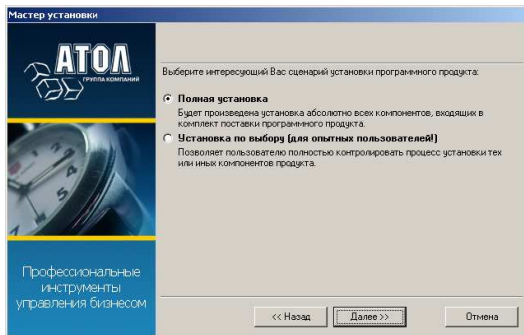 Мастер установки
АТОЛ
ГРУППА КОМПАНИЙ
Выберите интересующий Вас сценарий установки программного продукта:
Полная установка
Будет произведена установка абсолютно всех компонентов, входящих в
комплект поставки программного продукта.
Установка по выбору (для опытных пользователей!)
Позволяет пользователю полностью контролировать процесс установки тех
или иных компонентов продукта.
Профессиональные
инструменты
управления бизнесом
<< Назад
Далее >>
Отмена